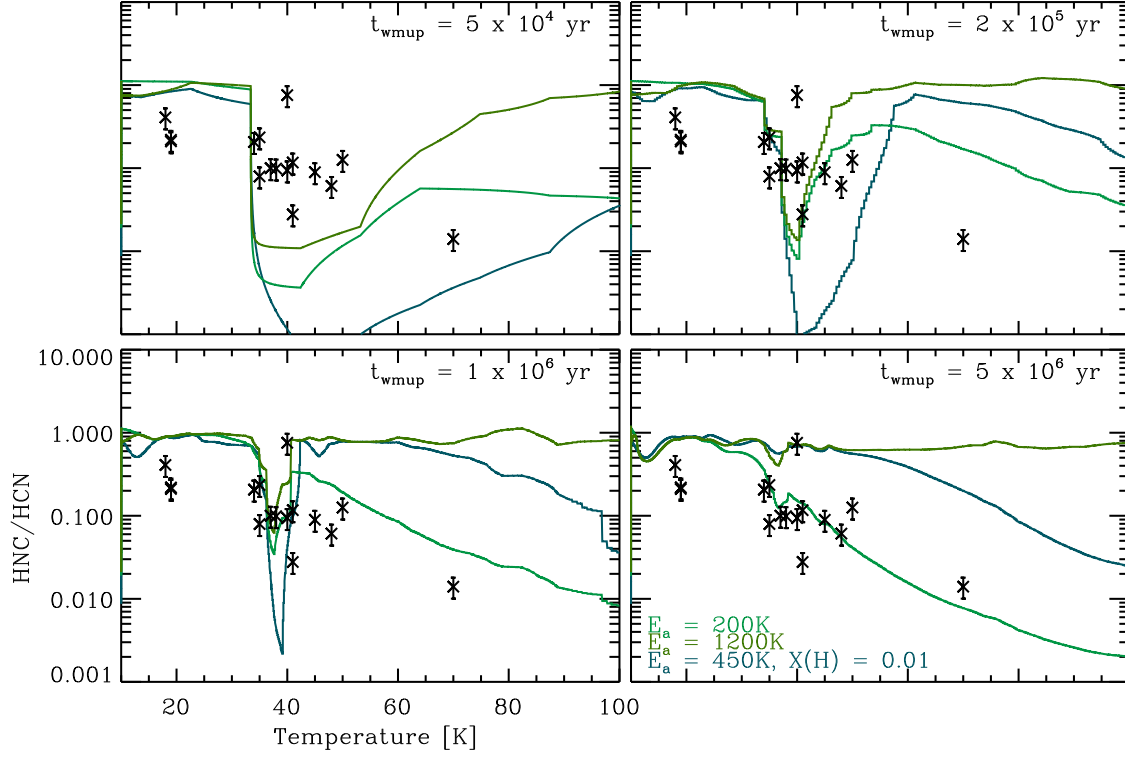 t_wmup = 5 x 10^4 yr
t_wmup = 2 x 10^5 yr
10.000
1.000
0.100
0.010
0.001
HNC/HCN
t_wmup = 1 x 10^6 yr
t_wmup = 5 x 10^6 yr
E_a = 200K
E_a = 1200K
E_a = 450K, X(H) = 0.01
20 40 60 80 100
Temperature [K]